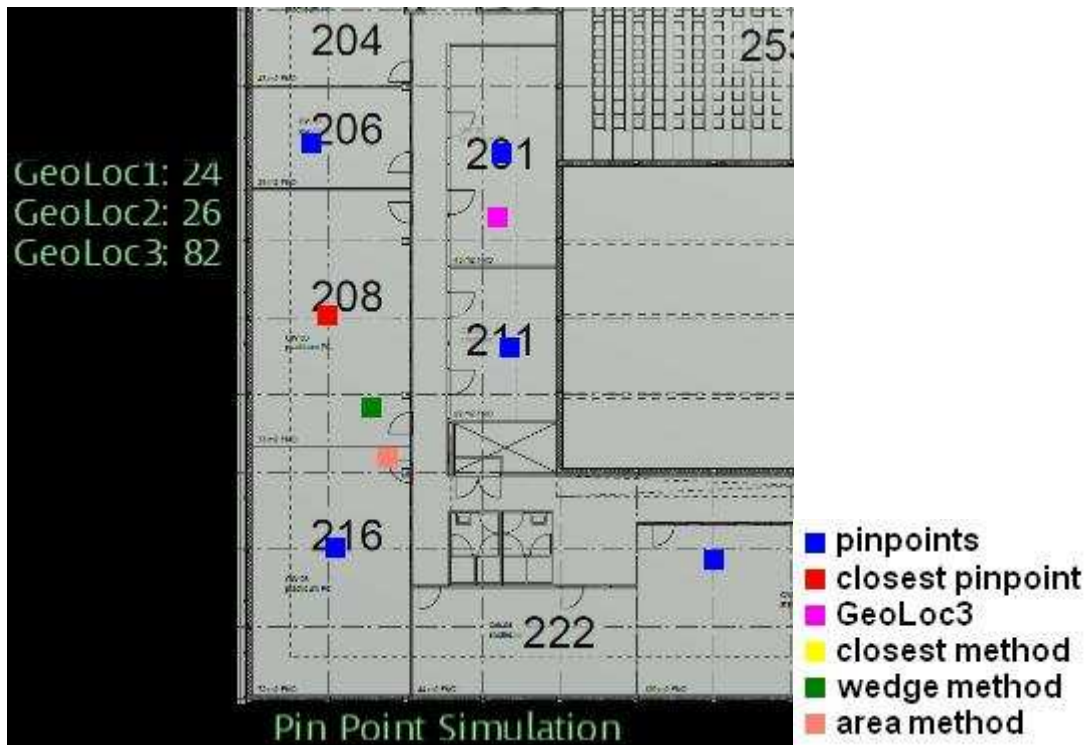 204
253
206
201
GeoLoc1: 24
GeoLoc2: 26
GeoLoc3: 82
208
211
216
222
pinpoints
closest pinpoint
GeoLoc3
closest method
wedge method
area method
Pin Point Simulation